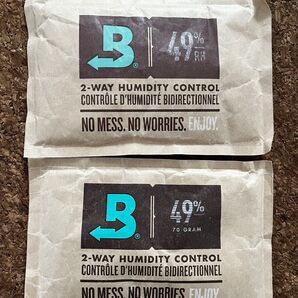 B
49%
RH
2-WAY HUMIDITY CONTROL
CONTRÔLE D'HUMIDITÉ BIDIRECTIONNEL
NO MESS. NO WORRIES. ENJOY.
B
49%
70 GRAM
2-WAY HUMIDITY CONTROL
CONTRÔLE D'HUMIDITÉ BIDIRECTIONNEL
NO MESS. NO WORRIES. ENJOY.